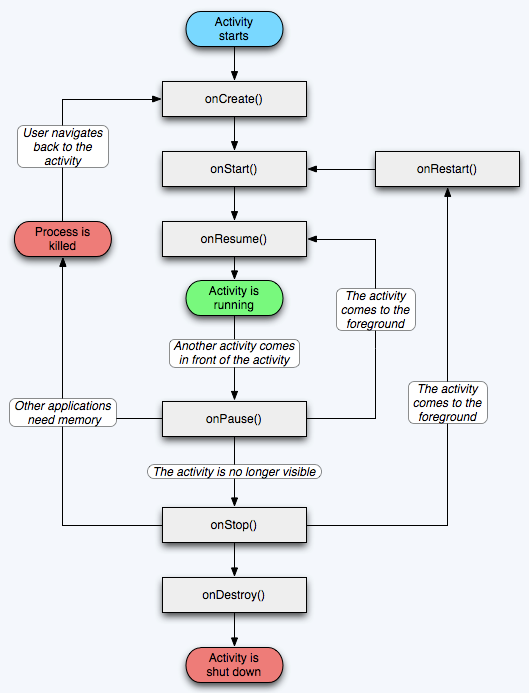 Activity
starts
onCreate()
User navigates
back to the
activity
onStart()
onRestart()
Process is
killed
onResume()
Activity is
running
The activity
comes to the
foreground
Another activity comes
in front of the activity
The activity
comes to the
foreground
Other applications
need memory
onPause()
The activity is no longer visible
onStop()
onDestroy()
Activity is
shut down